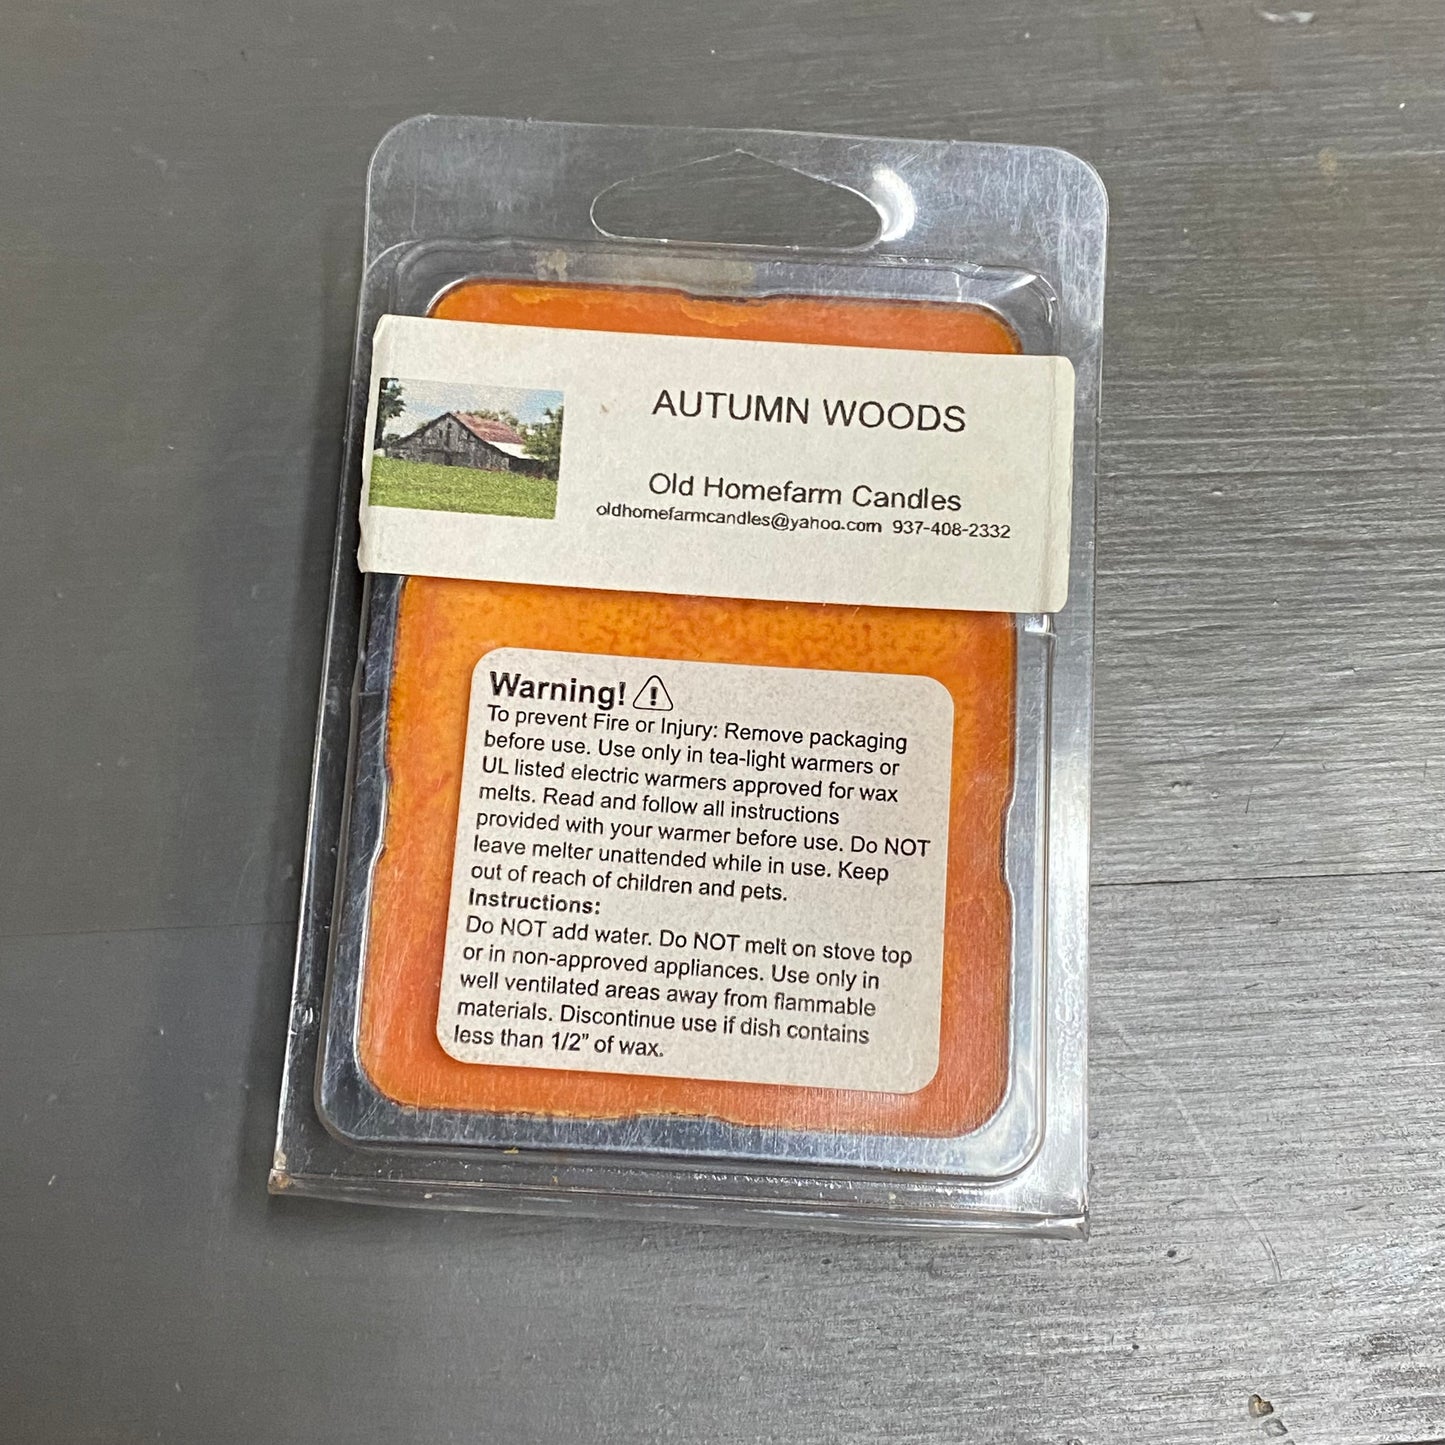 AUTUMN WOODS
Old Homefarm Candles
oldhomefarmcandles@yahoo.com 937-408-2332
Warning!
To prevent Fire or Injury: Remove packaging
before use. Use only in tea-light warmers or
UL listed electric warmers approved for wax
melts. Read and follow all instructions
provided with your warmer before use. Do NOT
leave melter unattended while in use. Keep
out of reach of children and pets.
Instructions:
Do NOT add water. Do NOT melt on stove top
or in non-approved appliances. Use only in
well ventilated areas away from flammable
materials. Discontinue use if dish contains
less than 1/2” of wax.